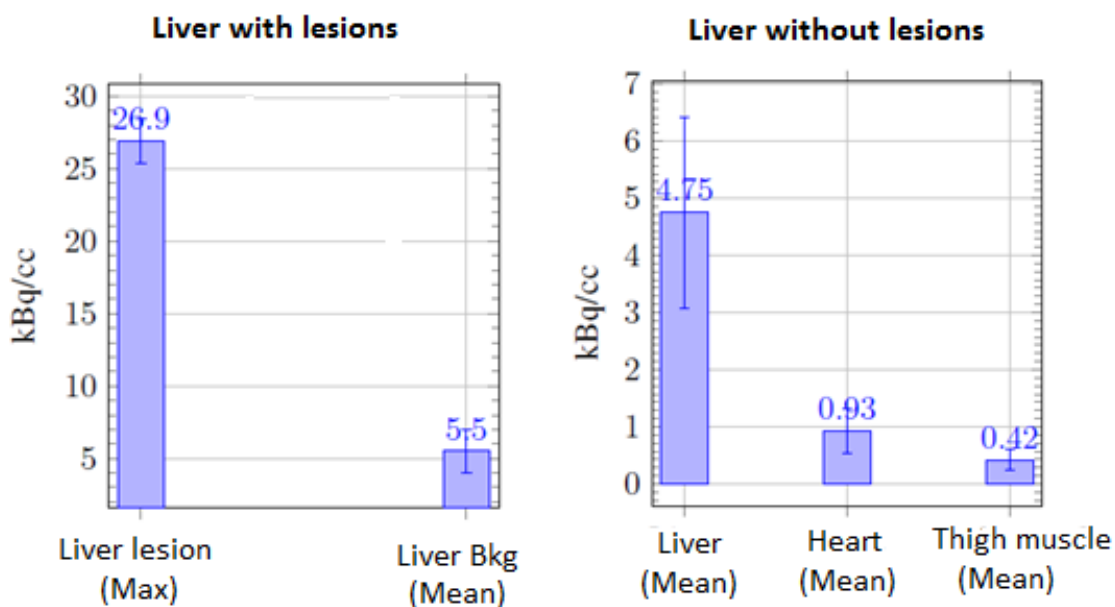 Liver with lesions
30
25
20
15
10
5
kBq/cc
26.9
5.5
Liver lesion
(Max)
Liver Bkg
(Mean)
Liver without lesions
7
6
5
4
3
2
1
0
kBq/cc
4.75
0.93
0.42
Liver
(Mean)
Heart
(Mean)
Thigh muscle
(Mean)